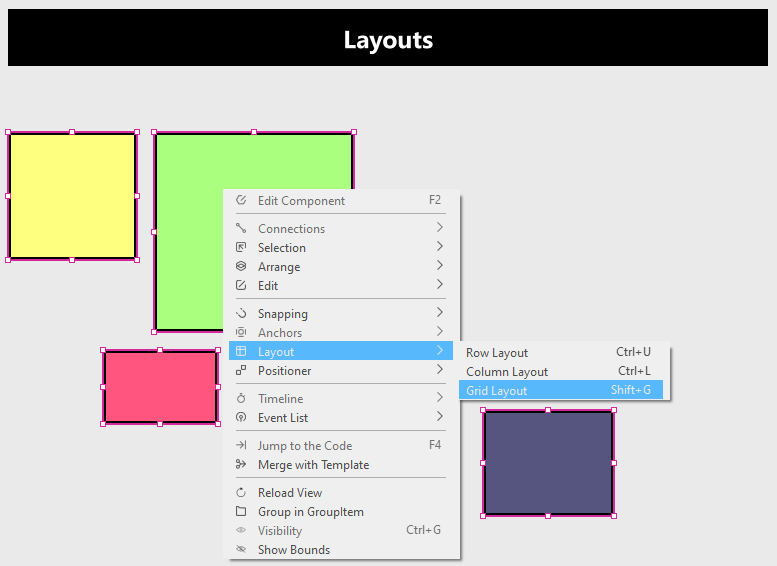 Layouts
Edit Component F2
Connections
Selection
Arrange
Edit
Snapping
Anchors
Layout
Row Layout Ctrl+U
Positioner
Column Layout Ctrl+L
Grid Layout Shift+G
Timeline
Event List
Jump to the Code F4
Merge with Template
Reload View
Group in GroupItem
Visibility Ctrl+G
Show Bounds